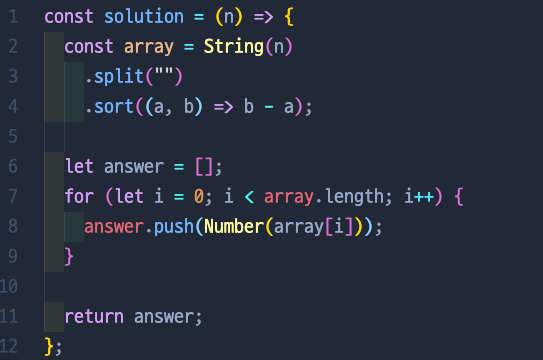 1 const solution = (n) => {
2   const array = String(n)
3     .split("")
4     .sort((a, b) => b - a);
5
6   let answer = [];
7   for (let i = 0; i < array.length; i++) {
8     answer.push(Number(array[i]));
9   }
10
11   return answer;
12 };